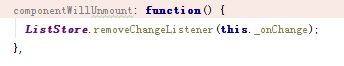 componentWillUnmount: function() {
ListStore.removeChangeListener(this._onChange);
},